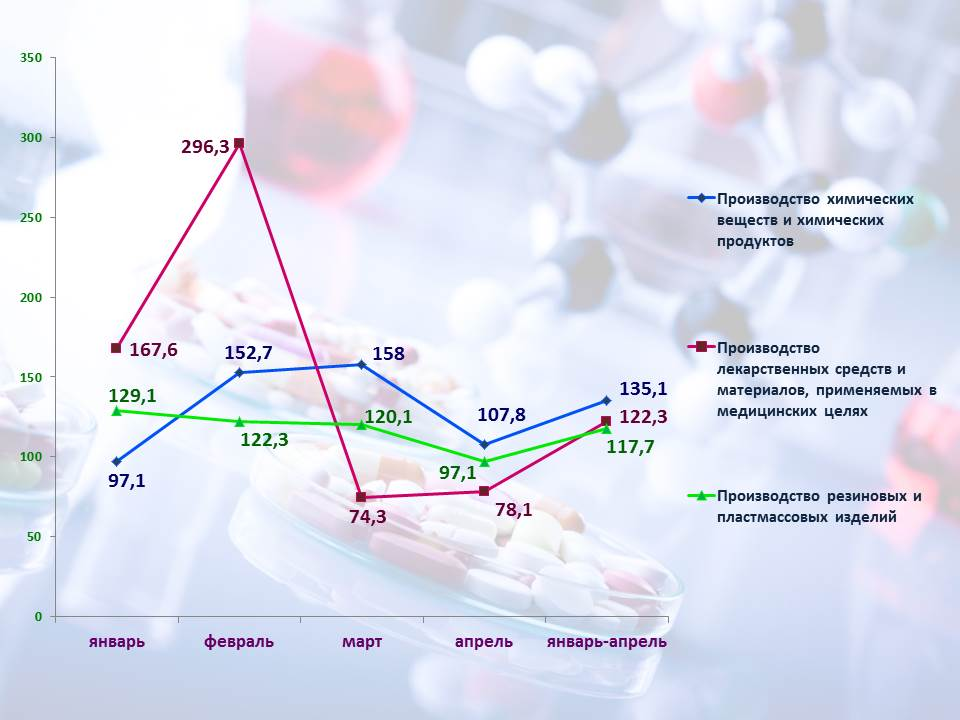 350
300
250
200
150
100
50
0
296,3
167,6
152,7
158
129,1
122,3
120,1
97,1
74,3
107,8
97,1
78,1
135,1
122,3
117,7
январь
февраль
март
апрель
январь-апрель
Производство химических
веществ и химических
продуктов
Производство
лекарственных средств и
материалов, применяемых в
медицинских целях
Производство резиновых и
пластмассовых изделий